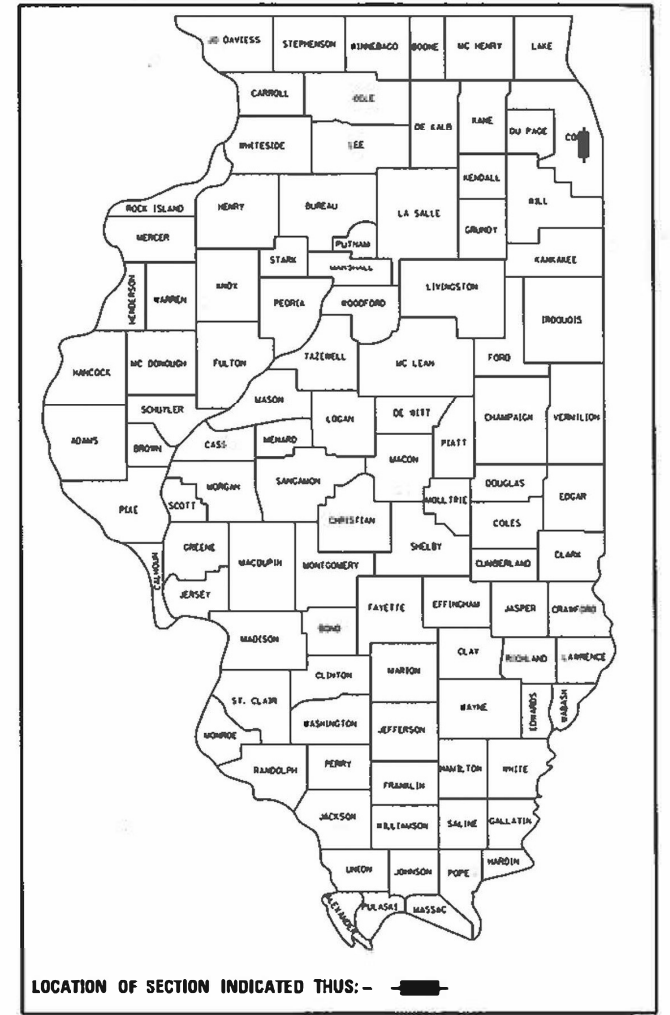 JO DAVIESS STEPHENSON WINNEBAGO BOONE MC HENRY LAKE
CARROLL OGLE
DE KALB KANE DU PAGE CO
WHITESIDE LEE
KENDALL WILL
ROCK ISLAND HENRY BUREAU LA SALLE
GRUNDY
MERCER PUTNAM
STARK MARSHALL KANKAKEE
HENDERSON WARREN KNOX PEORIA WOODFORD LIVINGSTON
IROQUOIS
HANCOCK MC DONOUGH FULTON TAZEWELL MC LEAN FORD
MASON
SCHUYLER LOGAN DE WITT CHAMPAIGN VERMILION
ADAMS BROWN CASS MENARD PIATT
MACON
MORGAN SANGAMON DOUGLAS EDGAR
PIKE SCOTT MOULTRIE
CHRISTIAN COLES
CALHOUN GREENE MACOUPIN MONTGOMERY SHELBY CUMBERLAND CLARK
JERSEY FAYETTE EFFINGHAM JASPER CRAWFORD
MADISON BOND
CLAY RICHLAND LAWRENCE
CLINTON MARION
ST. CLAIR WAYNE EDWARDS WABASH
WASHINGTON JEFFERSON
MONROE
RANDOLPH PERRY HAMILTON WHITE
FRANKLIN
JACKSON WILLIAMSON SALINE GALLATIN
UNION JOHNSON POPE HARDIN
ALEXANDER PULASKI MASSAC
LOCATION OF SECTION INDICATED THUS:-